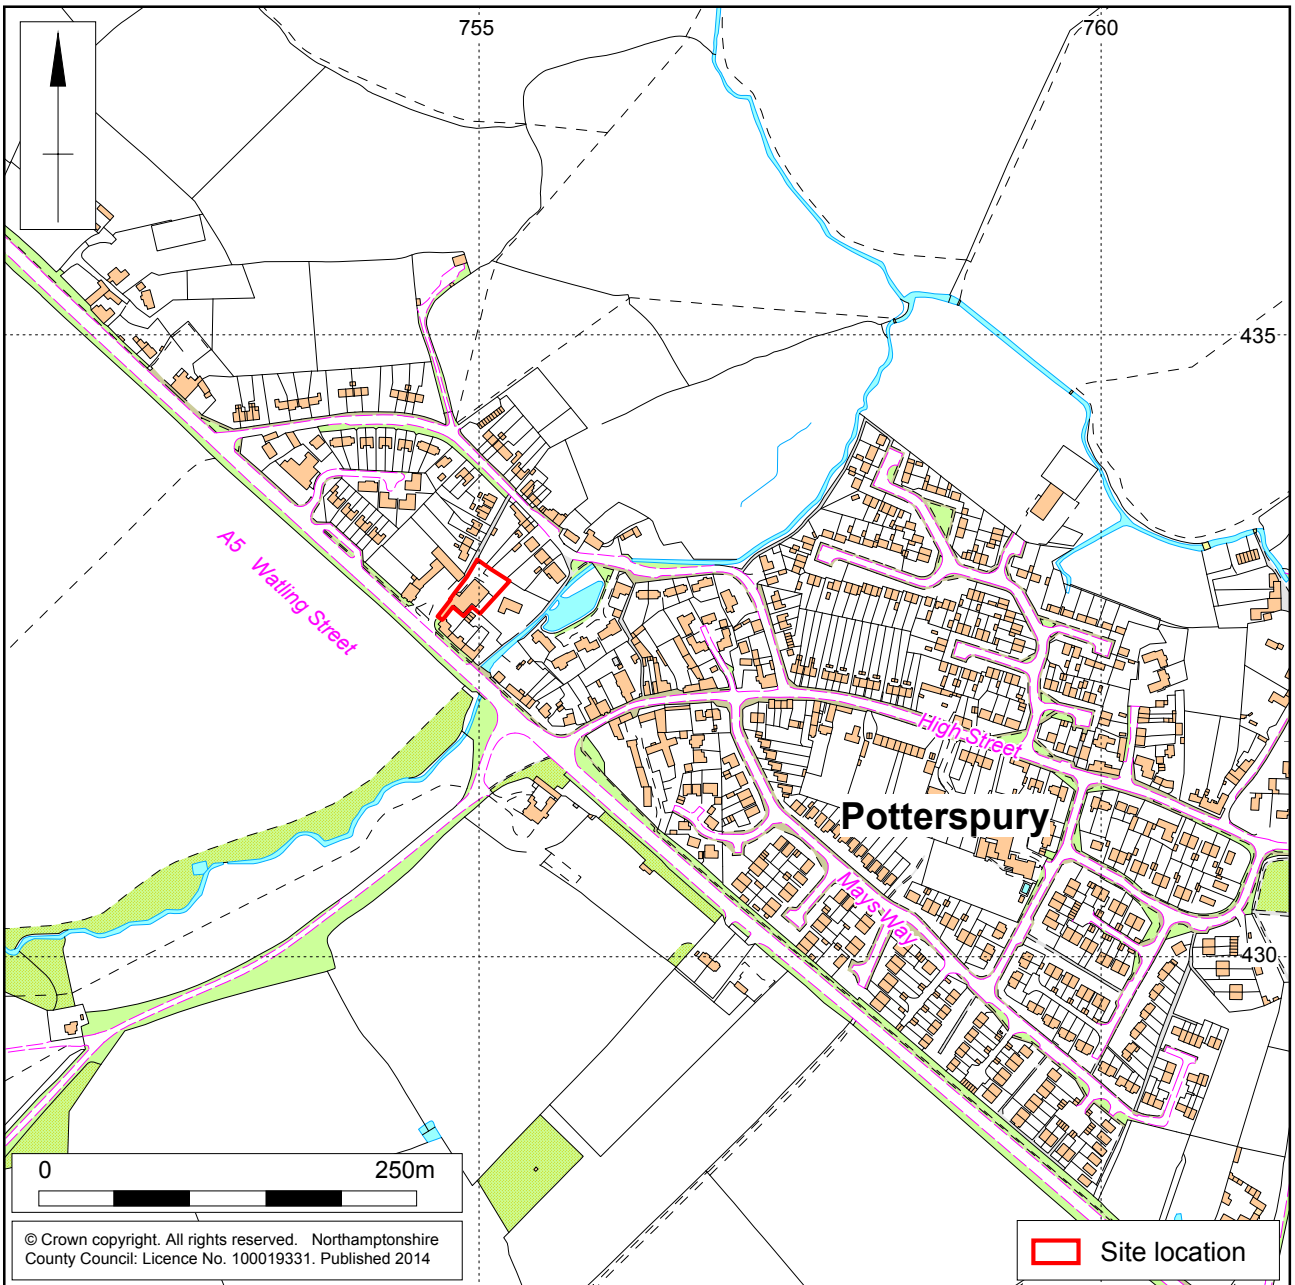 755
760
435
A5 Watling Street
High Street
Potterspury
Mays Way
430
0 250m
© Crown copyright. All rights reserved. Northamptonshire
County Council: Licence No. 100019331. Published 2014
Site location